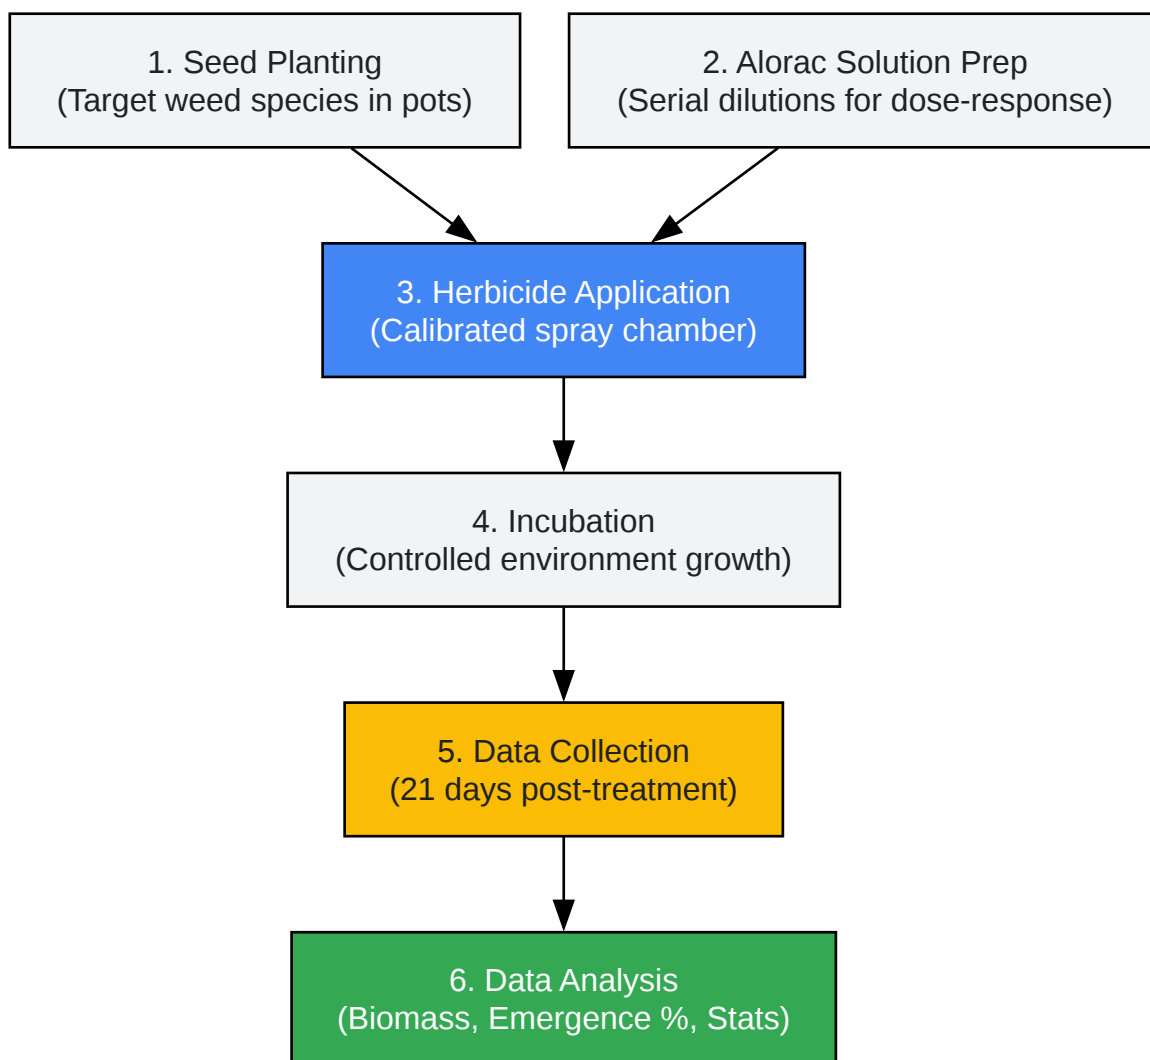 1. Seed Planting
(Target weed species in pots)
2. Alorac Solution Prep
(Serial dilutions for dose-response)
3. Herbicide Application
(Calibrated spray chamber)
4. Incubation
(Controlled environment growth)
5. Data Collection
(21 days post-treatment)
6. Data Analysis
(Biomass, Emergence %, Stats)